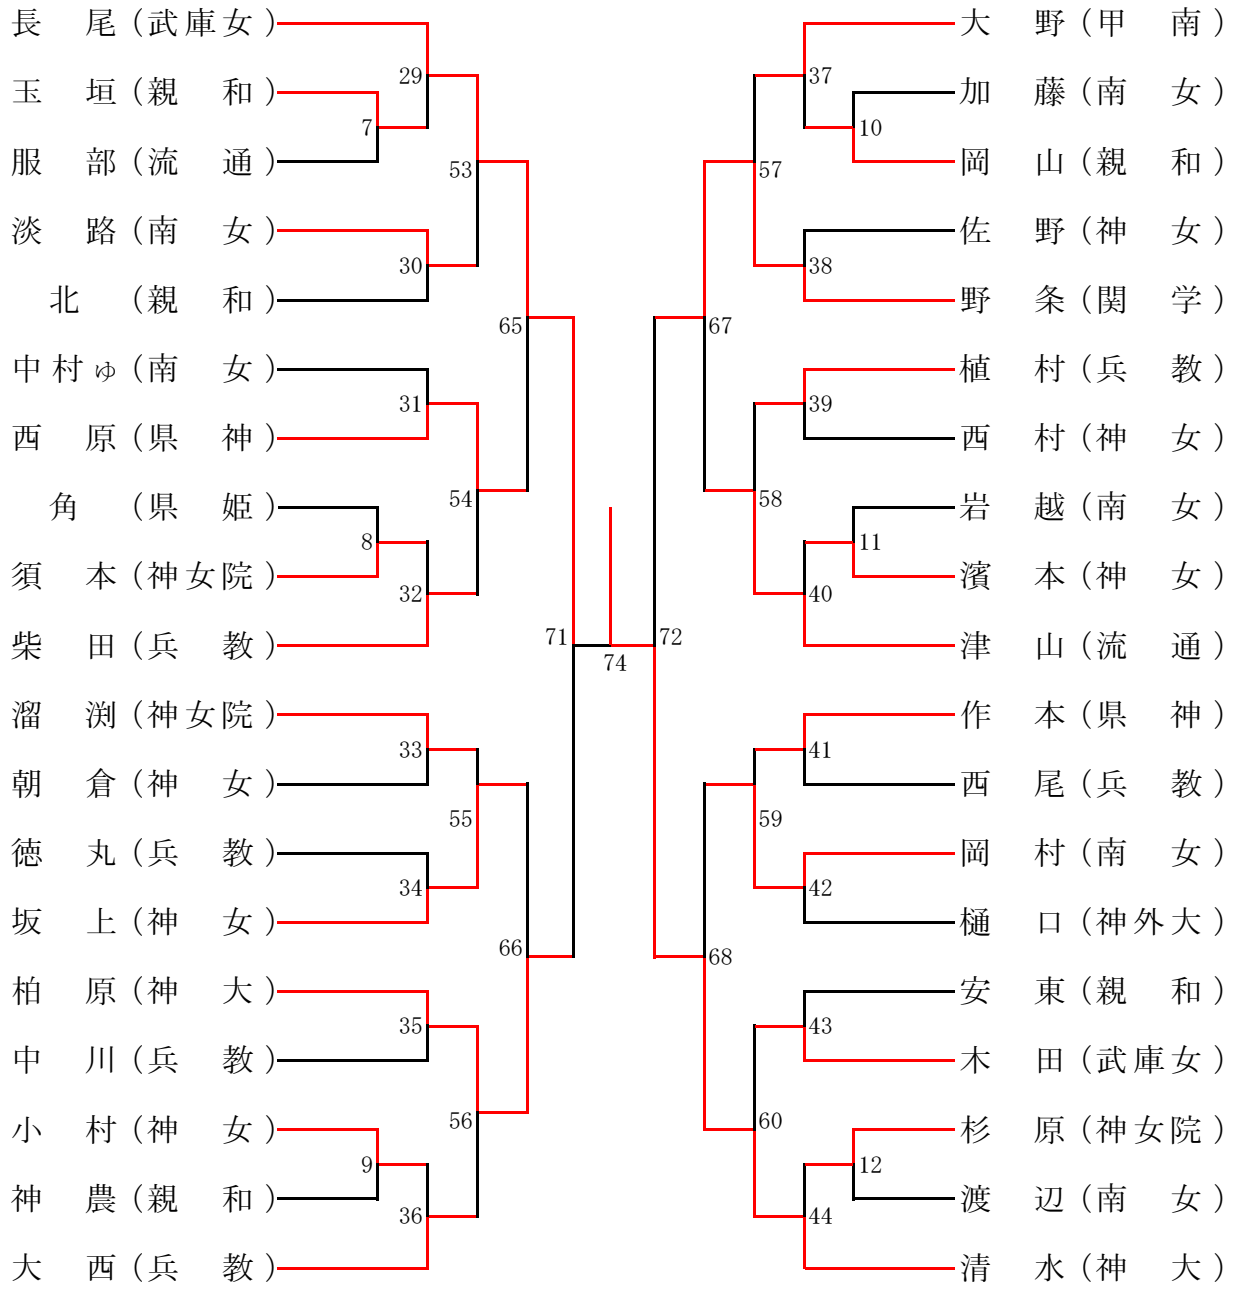 長尾(武庫女)
玉垣(親和)
服部(流通)
淡路(南女)
北(親和)
中村ゅ(南女)
西原(県神)
角(県姫)
須本(神女院)
柴田(兵教)
溜渕(神女院)
朝倉(神女)
徳丸(兵教)
坂上(神女)
柏原(神大)
中川(兵教)
小村(神女)
神農(親和)
大西(兵教)
29
7
53
30
65
31
54
8
32
71
33
55
34
66
35
56
9
36
74
37
10
57
38
67
39
58
11
40
72
41
59
42
68
43
60
12
44
大野(甲南)
加藤(南女)
岡山(親和)
佐野(神女)
野条(関学)
植村(兵教)
西村(神女)
岩越(南女)
濱本(神女)
津山(流通)
作本(県神)
西尾(兵教)
岡村(南女)
樋口(神外大)
安東(親和)
木田(武庫女)
杉原(神女院)
渡辺(南女)
清水(神大)